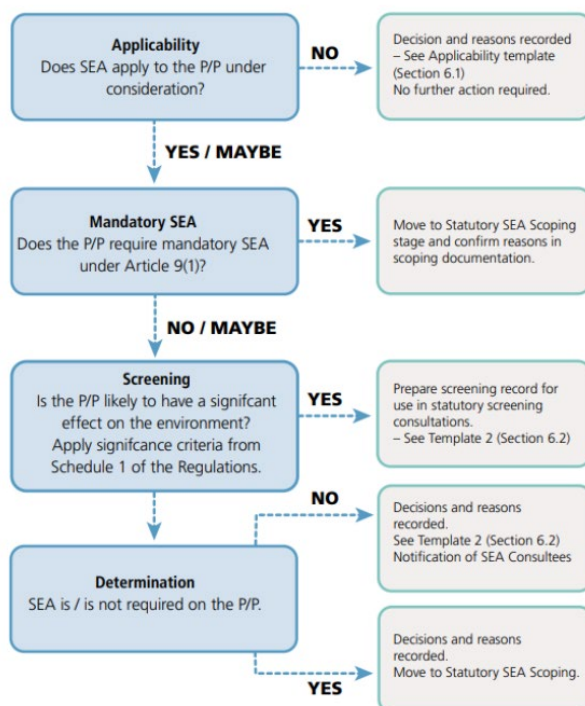 Applicability
Does SEA apply to the P/P under
consideration?
NO
Decision and reasons recorded
– See Applicability template
(Section 6.1)
No further action required.
YES / MAYBE
Mandatory SEA
Does the P/P require mandatory SEA
under Article 9(1)?
YES
Move to Statutory SEA Scoping
stage and confirm reasons in
scoping documentation.
NO / MAYBE
Screening
Is the P/P likely to have a signifcant
effect on the environment?
Apply signifcance criteria from
Schedule 1 of the Regulations.
YES
Prepare screening record for
use in statutory screening
consultations.
– See Template 2 (Section 6.2)
NO
Decisions and reasons
recorded.
See Template 2 (Section 6.2)
Notification of SEA Consultees
Determination
SEA is / is not required on the P/P.
YES
Decisions and reasons
recorded.
Move to Statutory SEA Scoping.